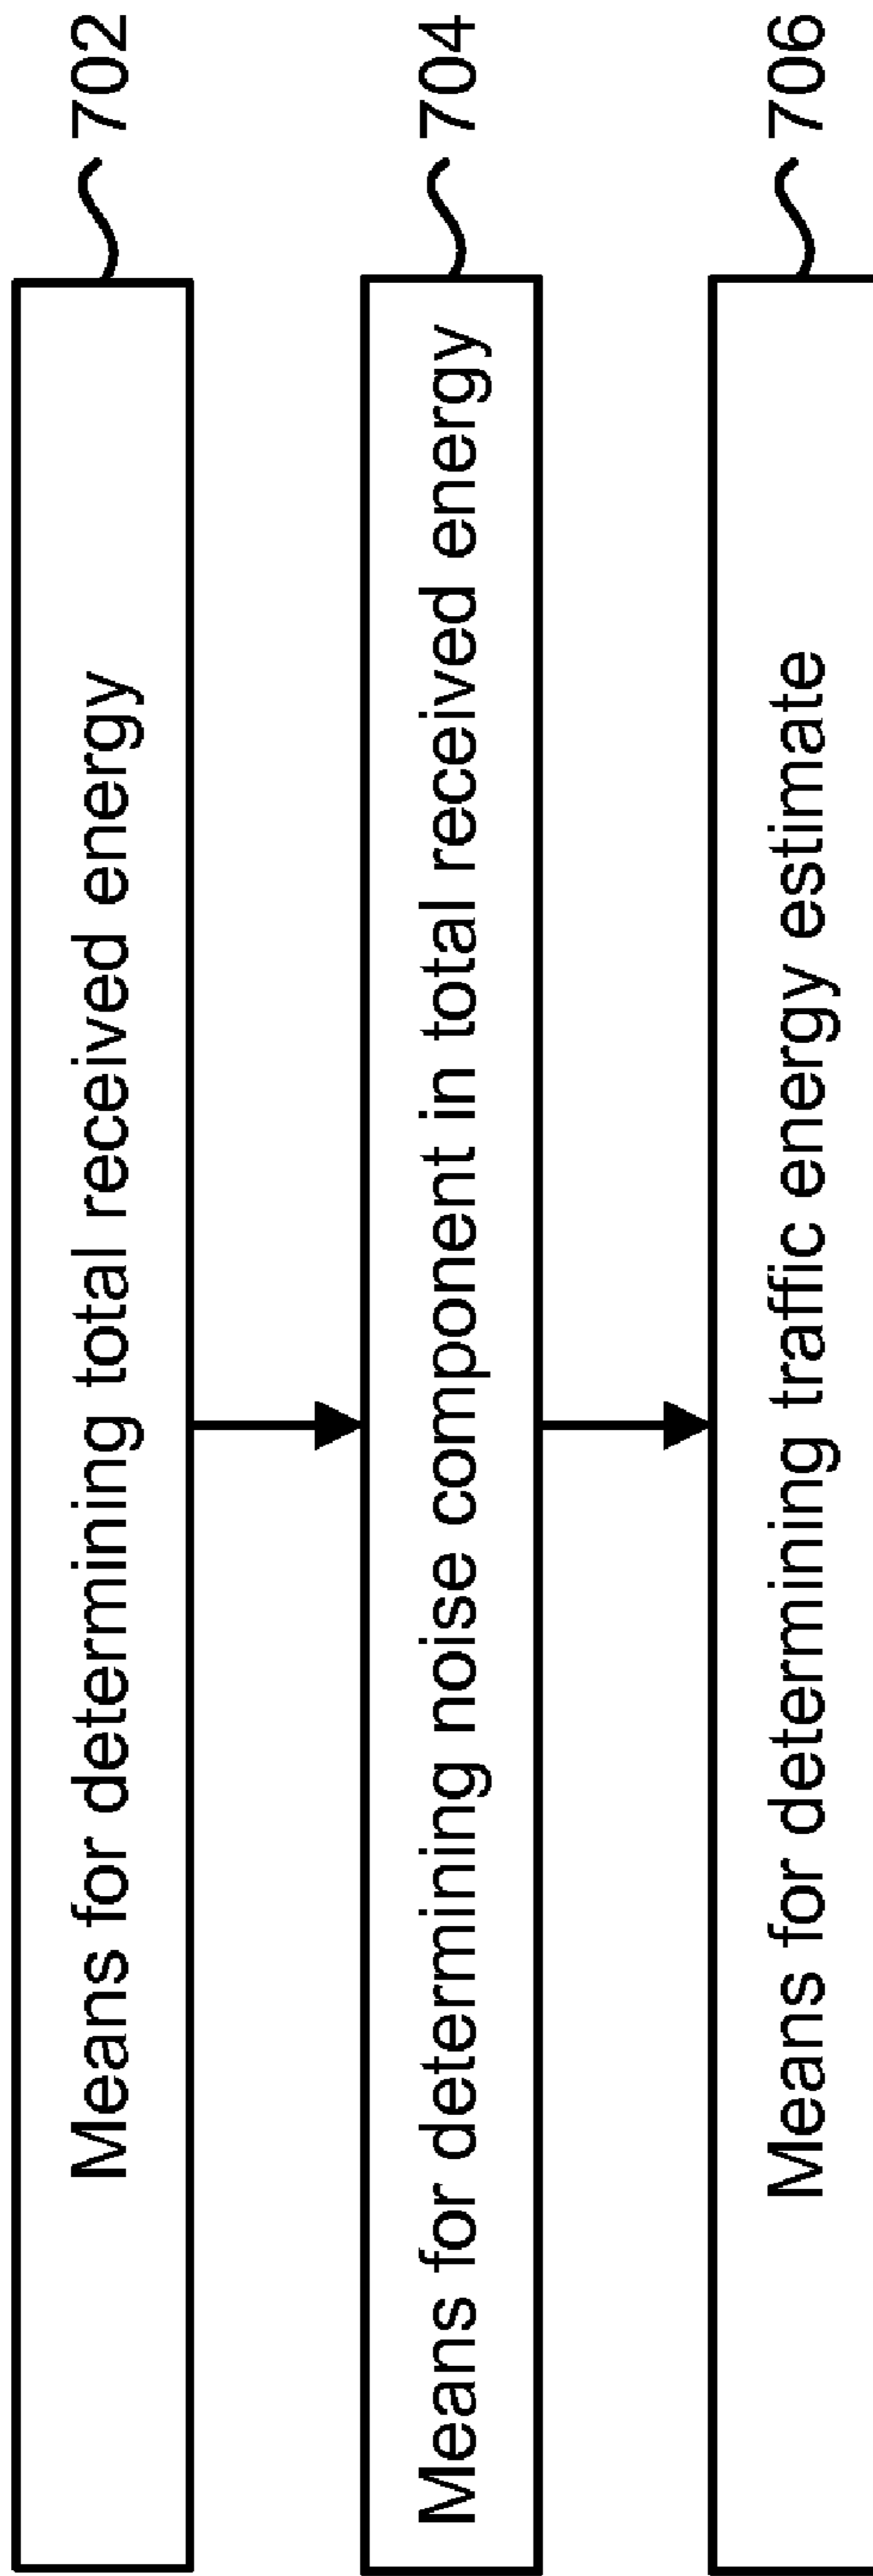 Means for determining total received energy 702
Means for determining noise component in total received energy 704
Means for determining traffic energy estimate 706